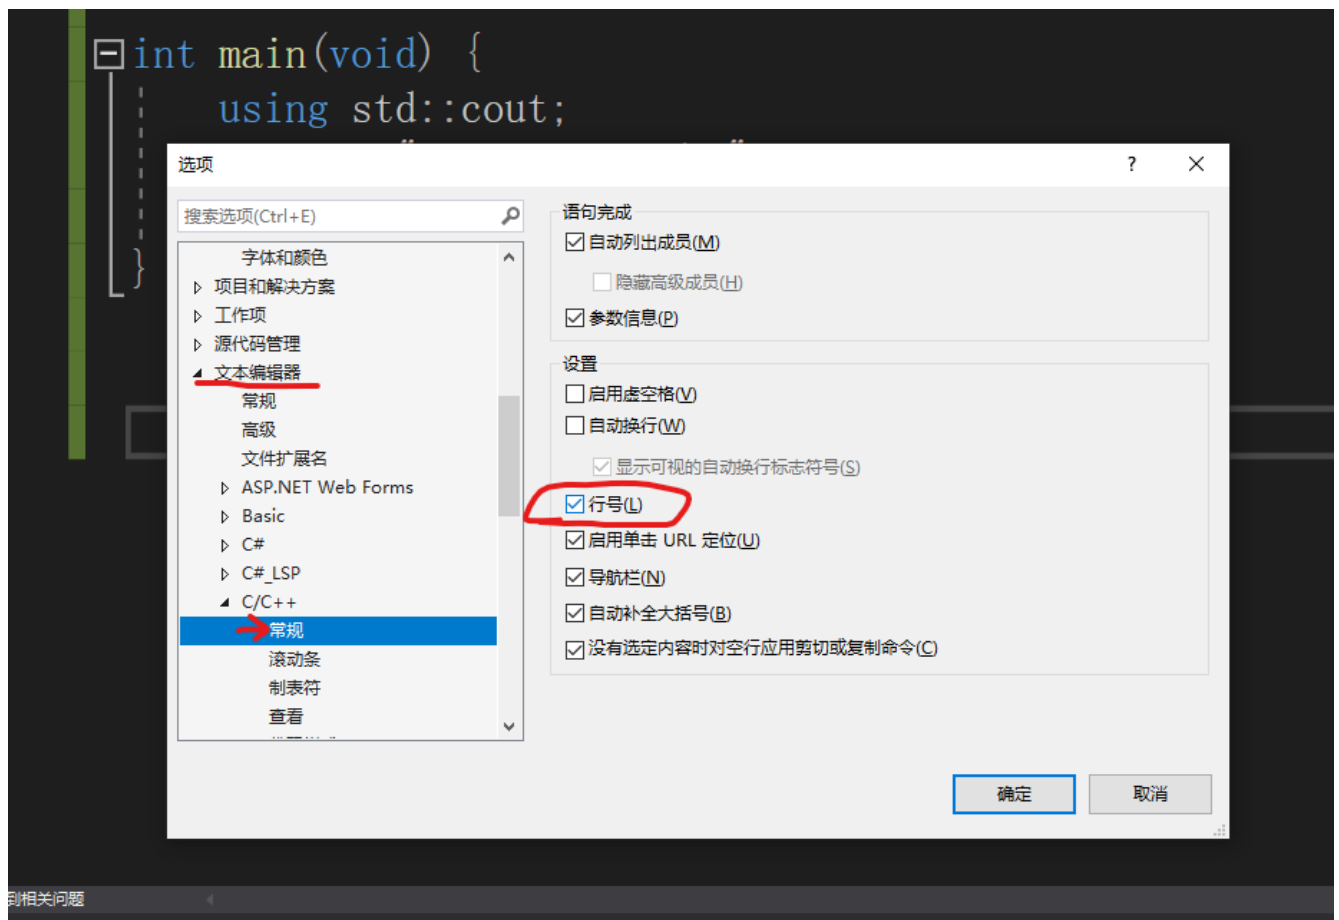 int main(void) {
using std::cout;
}
选项
?
搜索选项(Ctrl+E)
字体和颜色
项目和解决方案
工作项
源代码管理
文本编辑器
常规
高级
文件扩展名
ASP.NET Web Forms
Basic
C#
C#_LSP
C/C++
常规
滚动条
制表符
查看
语句完成
自动列出成员(M)
隐藏高级成员(H)
参数信息(P)
设置
启用虚空格(V)
自动换行(W)
显示可视的自动换行标志符号(S)
行号(L)
启用单击 URL 定位(U)
导航栏(N)
自动补全大括号(B)
没有选定内容时对空行应用剪切或复制命令(C)
确定
取消
到相关问题